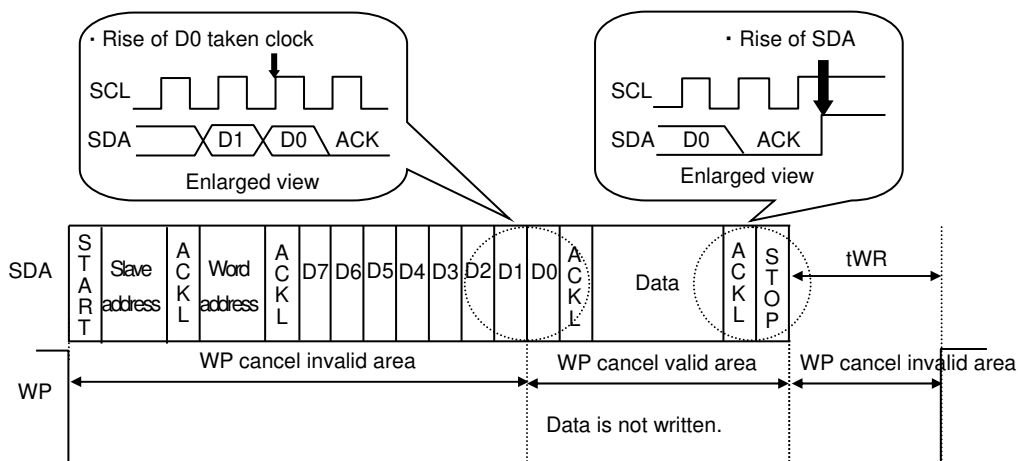 ・Rise of D0 taken clock
SCL
SDA D1 D0 ACK
Enlarged view
・Rise of SDA
SCL
SDA D0 ACK
Enlarged view
SDA
START
Slave
address
ACKL
Word
address
ACKL
D7 D6 D5 D4 D3 D2 D1 D0
ACKL
Data
ACKL
STOP
tWR
WP
WP cancel invalid area
WP cancel valid area
WP cancel invalid area
Data is not written.